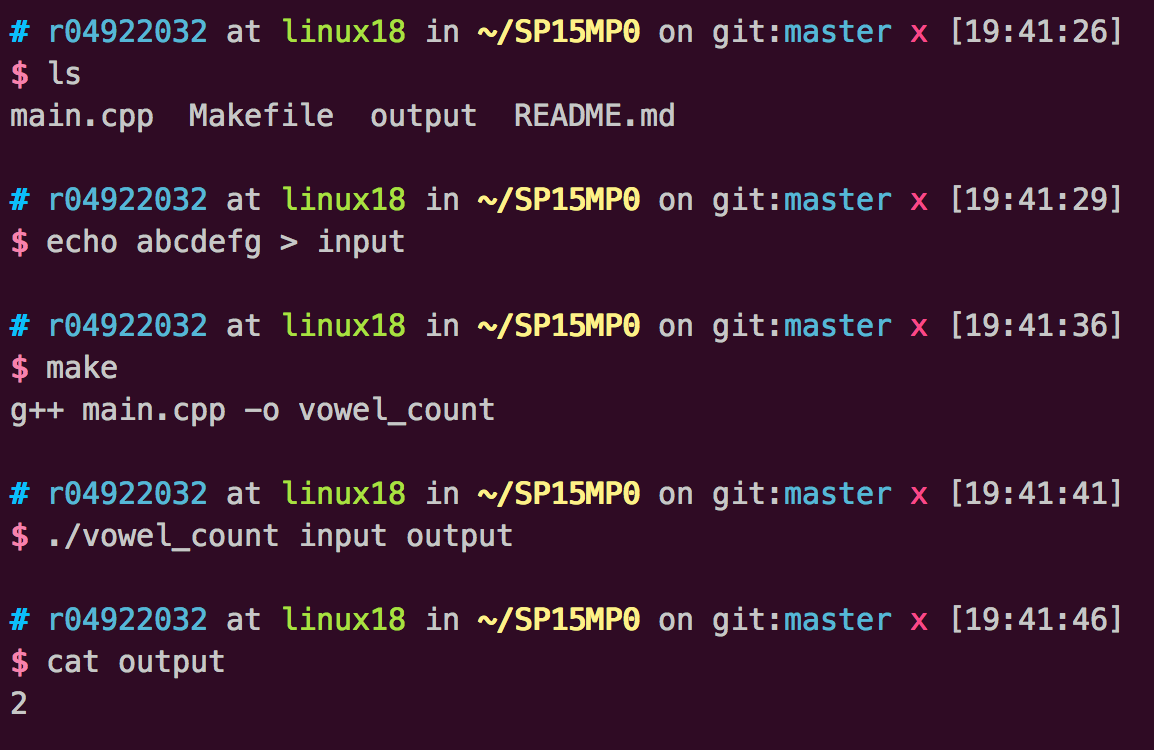 # r04922032 at linux18 in ~/SP15MP0 on git:master x [19:41:26]
$ ls
main.cpp  Makefile  output  README.md
# r04922032 at linux18 in ~/SP15MP0 on git:master x [19:41:29]
$ echo abcdefg > input
# r04922032 at linux18 in ~/SP15MP0 on git:master x [19:41:36]
$ make
g++ main.cpp -o vowel_count
# r04922032 at linux18 in ~/SP15MP0 on git:master x [19:41:41]
$ ./vowel_count input output
# r04922032 at linux18 in ~/SP15MP0 on git:master x [19:41:46]
$ cat output
2